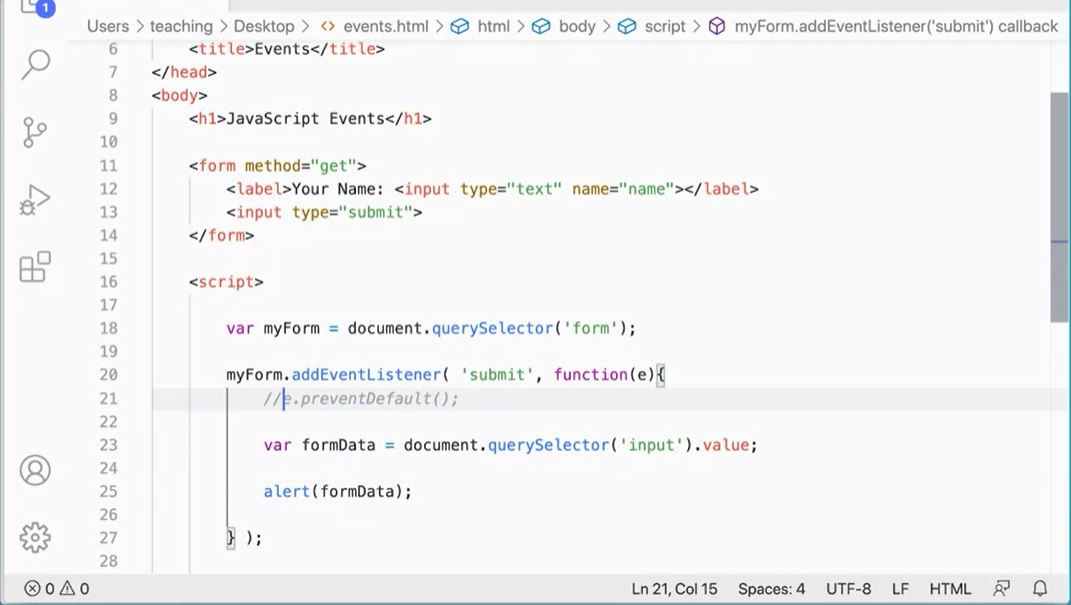 1
Users > teaching > Desktop > <> events.html > html > body > script > myForm.addEventListener('submit') callback
6 <title>Events</title>
7 </head>
8 <body>
9 <h1>JavaScript Events</h1>
10
11 <form method="get">
12 <label>Your Name: <input type="text" name="name"></label>
13 <input type="submit">
14 </form>
15
16 <script>
17
18 var myForm = document.querySelector('form');
19
20 myForm.addEventListener( 'submit', function(e){
21 //e.preventDefault();
22
23 var formData = document.querySelector('input').value;
24
25 alert(formData);
26
27 } );
28
0 0 Ln 21, Col 15 Spaces: 4 UTF-8 LF HTML